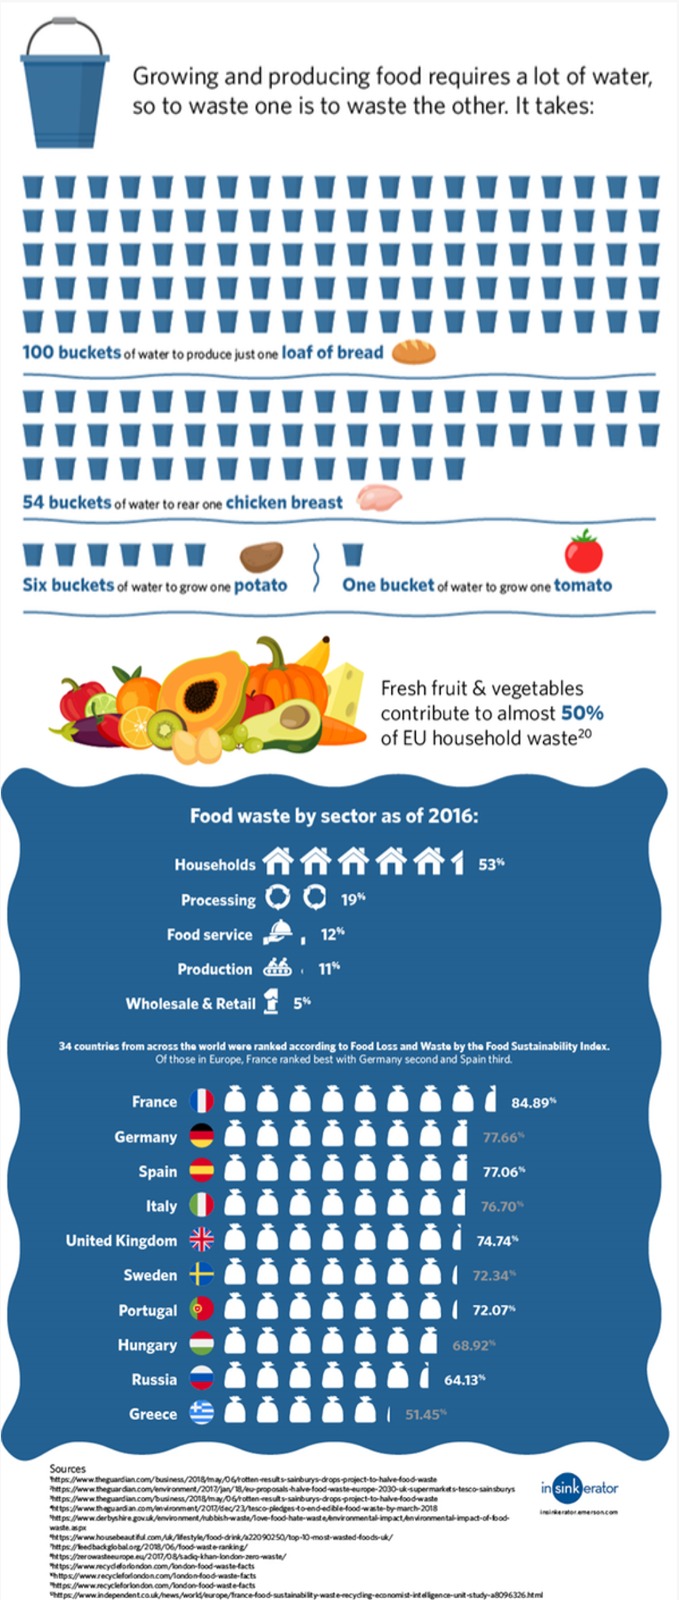 Growing and producing food requires a lot of water,
so to waste one is to waste the other. It takes:
100 buckets of water to produce just one loaf of bread
54 buckets of water to rear one chicken breast
Six buckets of water to grow one potato
One bucket of water to grow one tomato
Fresh fruit & vegetables
contribute to almost 50%
of EU household waste20
Food waste by sector as of 2016:
Households 53%
Processing 19%
Food service 12%
Production 11%
Wholesale & Retail 5%
34 countries from across the world were ranked according to Food Loss and Waste by the Food Sustainability Index.
Of those in Europe, France ranked best with Germany second and Spain third.
France 84.89%
Germany 77.66%
Spain 77.06%
Italy 76.70%
United Kingdom 74.74%
Sweden 72.34%
Portugal 72.07%
Hungary 68.92%
Russia 64.13%
Greece 51.45%
Sources
https://www.theguardian.com/business/2018/may/06/rotten-results-sainburys-drops-project-to-halve-food-waste
https://www.theguardian.com/environment/2017/jan/18/eu-proposals-halve-food-waste-europe-2030-uk-supermarkets-tesco-sainsburys
https://www.theguardian.com/business/2018/may/06/rotten-results-sainburys-drops-project-to-halve-food-waste
https://www.theguardian.com/environment/2017/dec/23/tesco-pledges-to-end-edible-food-waste-by-march-2018
https://www.derbyshire.gov.uk/environment/rubbish-waste/love-food-hate-waste/environmental-impact/environmental-impact-of-food-
waste.aspx
https://www.housebeautiful.com/uk/lifestyle/food-drink/a22090250/top-10-most-wasted-foods-uk/
https://feedbackglobal.org/2018/06/food-waste-ranking/
https://zerowasteeurope.eu/2017/08/sadiq-khan-london-zero-waste/
https://www.recycleforlondon.com/london-food-waste-facts
https://www.recycleforlondon.com/london-food-waste-facts
https://www.recycleforlondon.com/london-food-waste-facts
https://www.independent.co.uk/news/world/europe/france-food-sustainability-waste-recycling-economist-intelligence-unit-study-a8096326.html
insinkerator
insinkerator.emerson.com